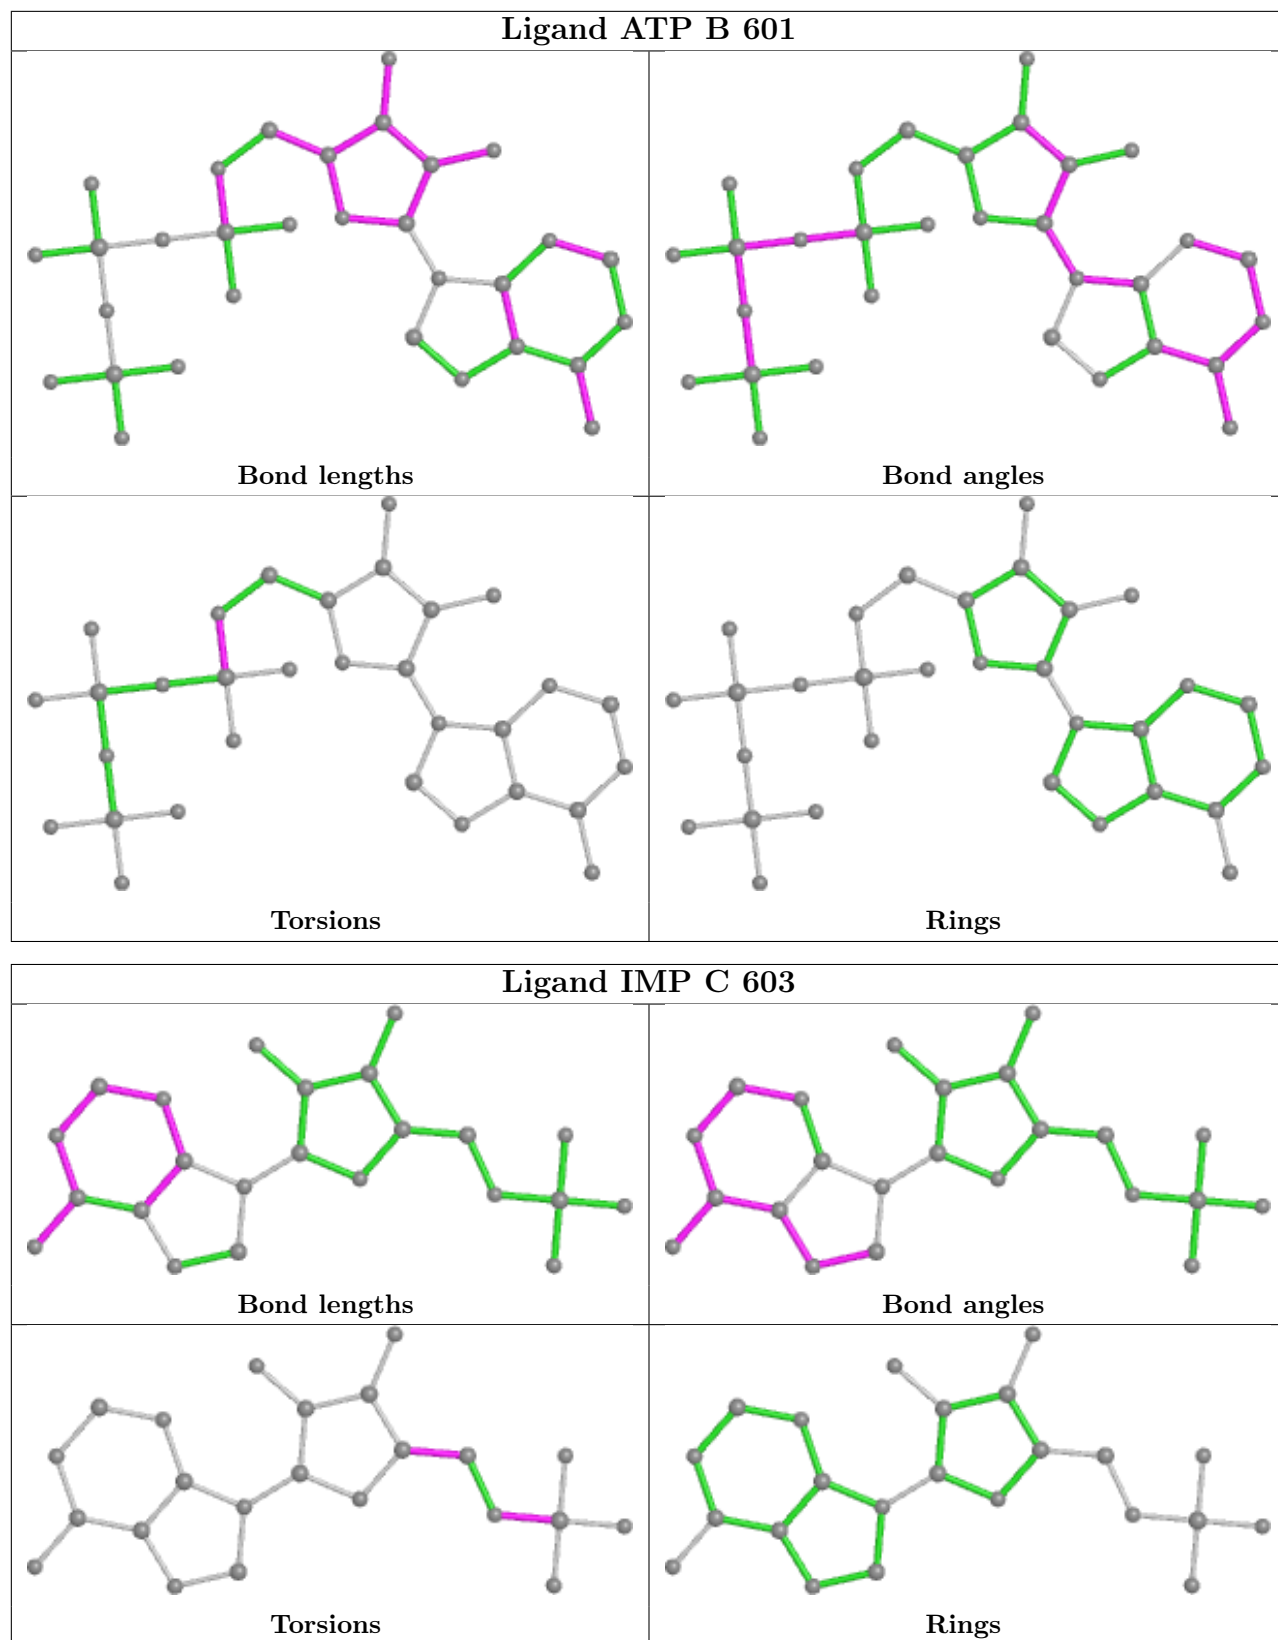 Ligand ATP B 601
Bond lengths
Bond angles
Torsions
Rings
Ligand IMP C 603
Bond lengths
Bond angles
Torsions
Rings